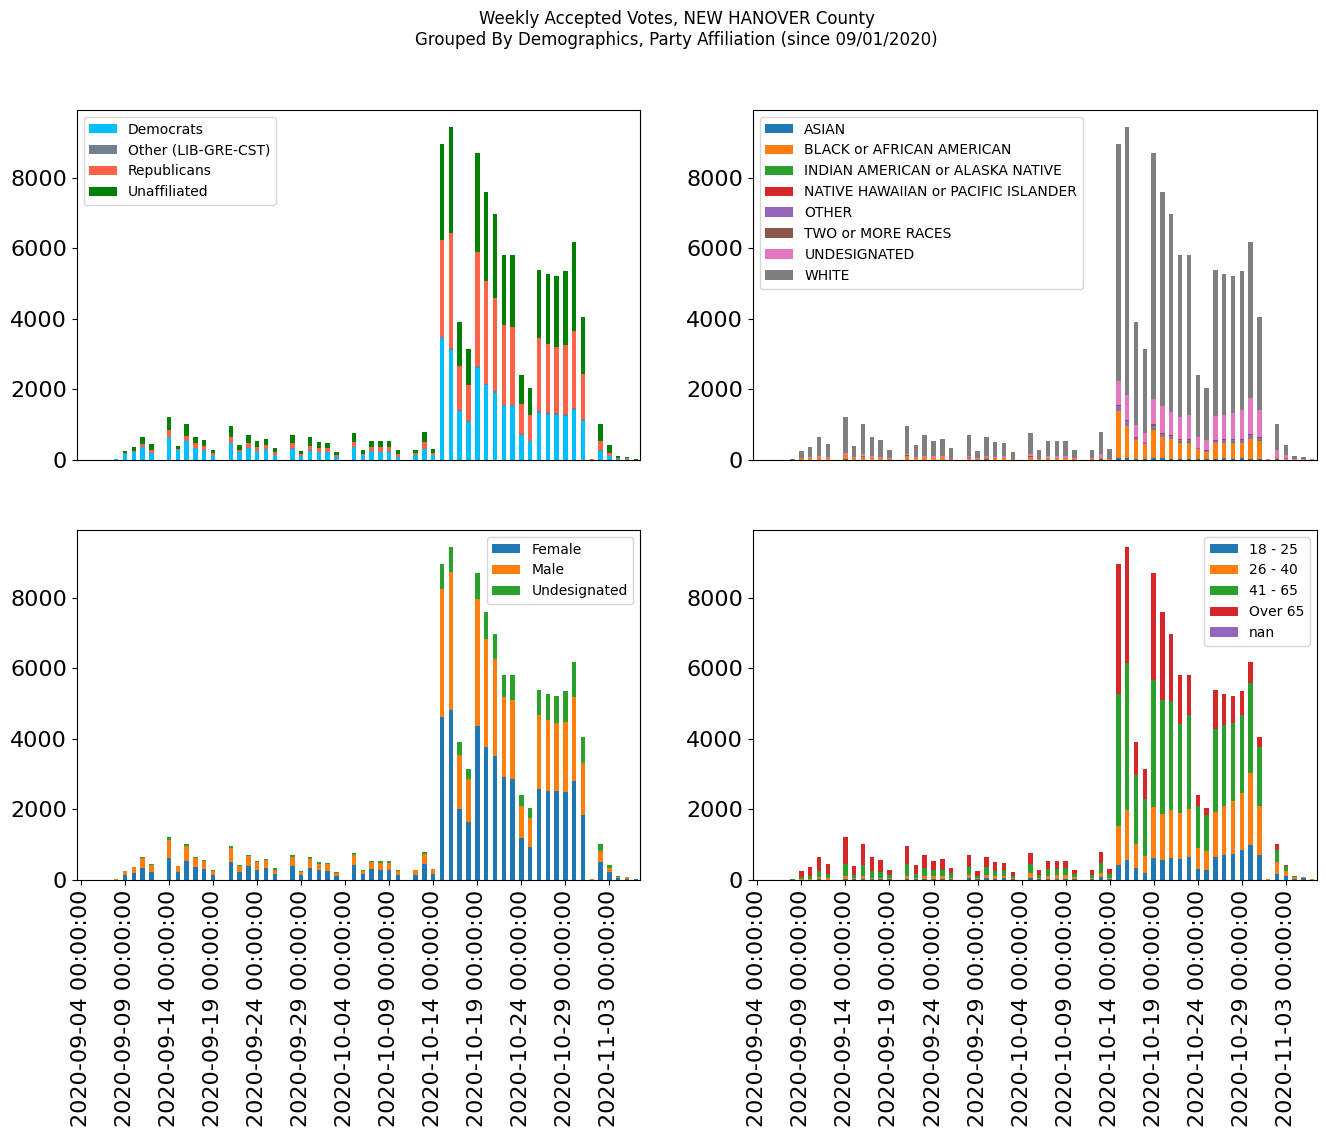 Weekly Accepted Votes, NEW HANOVER County
Grouped By Demographics, Party Affiliation (since 09/01/2020)
Democrats
Other (LIB-GRE-CST)
Republicans
Unaffiliated
8000
6000
4000
2000
0
ASIAN
BLACK or AFRICAN AMERICAN
INDIAN AMERICAN or ALASKA NATIVE
NATIVE HAWAIIAN or PACIFIC ISLANDER
OTHER
TWO or MORE RACES
UNDESIGNATED
WHITE
8000
6000
4000
2000
0
Female
Male
Undesignated
8000
6000
4000
2000
0
2020-09-04 00:00:00
2020-09-09 00:00:00
2020-09-14 00:00:00
2020-09-19 00:00:00
2020-09-24 00:00:00
2020-09-29 00:00:00
2020-10-04 00:00:00
2020-10-09 00:00:00
2020-10-14 00:00:00
2020-10-19 00:00:00
2020-10-24 00:00:00
2020-10-29 00:00:00
2020-11-03 00:00:00
18 - 25
26 - 40
41 - 65
Over 65
nan
8000
6000
4000
2000
0
2020-09-04 00:00:00
2020-09-09 00:00:00
2020-09-14 00:00:00
2020-09-19 00:00:00
2020-09-24 00:00:00
2020-09-29 00:00:00
2020-10-04 00:00:00
2020-10-09 00:00:00
2020-10-14 00:00:00
2020-10-19 00:00:00
2020-10-24 00:00:00
2020-10-29 00:00:00
2020-11-03 00:00:00